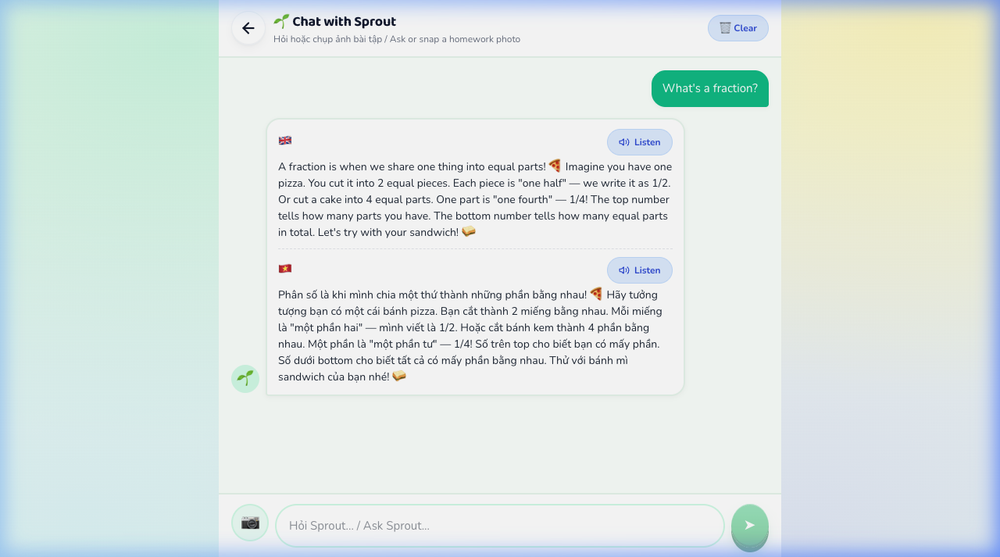 🌱 Chat with Sprout
Hỏi hoặc chụp ảnh bài tập / Ask or snap a homework photo
🗑️ Clear
What's a fraction?
Listen
A fraction is when we share one thing into equal parts! 🍕 Imagine you have one
pizza. You cut it into 2 equal pieces. Each piece is "one half" — we write it as 1/2.
Or cut a cake into 4 equal parts. One part is "one fourth" — 1/4! The top number
tells how many parts you have. The bottom number tells how many equal parts
in total. Let's try with your sandwich! 🥪
Listen
Phân số là khi mình chia một thứ thành những phần bằng nhau! 🍕 Hãy tưởng
tượng bạn có một cái bánh pizza. Bạn cắt thành 2 miếng bằng nhau. Mỗi miếng
là "một phần hai" — mình viết là 1/2. Hoặc cắt bánh kem thành 4 phần bằng
nhau. Một phần là "một phần tư" — 1/4! Số trên top cho biết bạn có mấy phần.
Số dưới bottom cho biết tất cả có mấy phần bằng nhau. Thử với bánh mì
sandwich của bạn nhé! 🥪
Hỏi Sprout... / Ask Sprout...